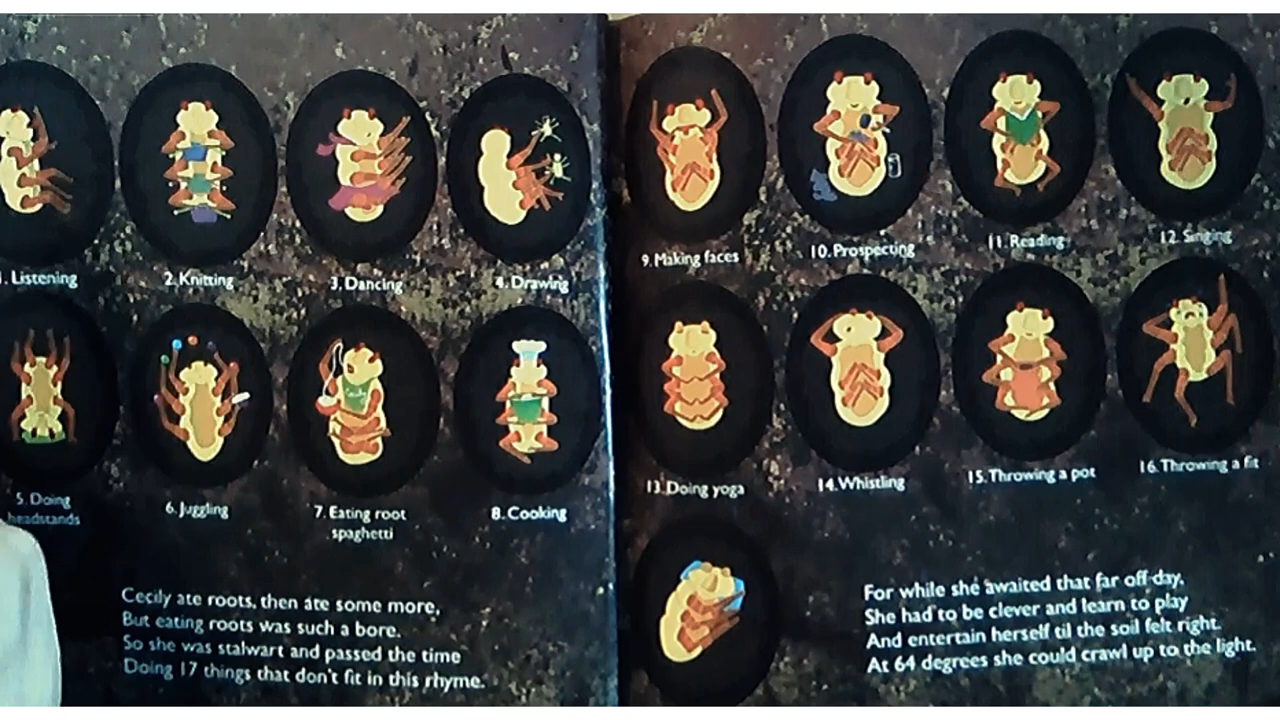 1. Listening
2. Knitting
3. Dancing
4. Drawing
5. Doing
headstands
6. Juggling
7. Eating root
spaghetti
8. Cooking
Cecily ate roots, then ate some more,
But eating roots was such a bore.
So she was stalwart and passed the time
Doing 17 things that don't fit in this rhyme.
9. Making faces
10. Prospecting
11. Reading
12. Singing
13. Doing yoga
14. Whistling
15. Throwing a pot
16. Throwing a fit
For while she awaited that far off day,
She had to be clever and learn to play
And entertain herself til the soil felt right.
At 64 degrees she could crawl up to the light.